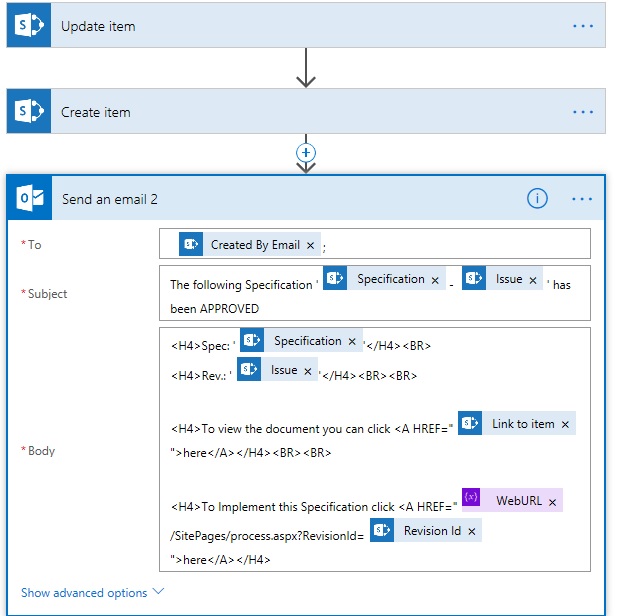 Update item
Create item
Send an email 2
* To
Created By Email × ;
* Subject
The following Specification ' Specification × - Issue × ' has
been APPROVED
<H4>Spec: ' Specification × '</H4><BR>
<H4>Rev.: ' Issue × '</H4><BR><BR>
<H4>To view the document you can click <A HREF=" Link to item ×
">here</A></H4><BR><BR>
* Body
<H4>To Implement this Specification click <A HREF=" {x} WebURL ×
/SitePages/process.aspx?RevisionId= Revision Id ×
">here</A></H4>
Show advanced options